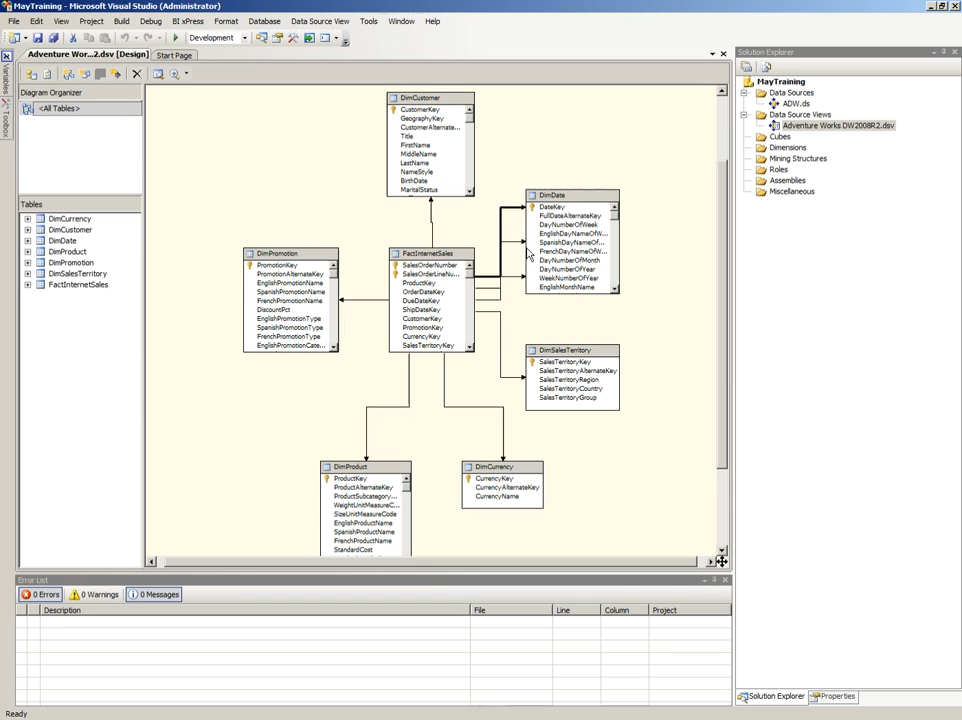 MayTraining - Microsoft Visual Studio (Administrator)
File Edit View Project Build Debug BI xPress Format Database Data Source View Tools Window Help
Development
Adventure Wor...2.dsv [Design] Start Page
Variables
Toolbox
Diagram Organizer
<All Tables>
Tables
DimCurrency
DimCustomer
DimDate
DimProduct
DimPromotion
DimSalesTerritory
FactInternetSales
DimCustomer
CustomerKey
GeographyKey
CustomerAlternate...
Title
FirstName
MiddleName
LastName
NameStyle
BirthDate
MaritalStatus
DimDate
DateKey
FullDateAlternateKey
DayNumberOfWeek
EnglishDayNameOfW...
SpanishDayNameOf...
FrenchDayNameOfW...
DayNumberOfMonth
DayNumberOfYear
WeekNumberOfYear
EnglishMonthName
DimPromotion
PromotionKey
PromotionAlternateKey
EnglishPromotionName
SpanishPromotionName
FrenchPromotionName
DiscountPct
EnglishPromotionType
SpanishPromotionType
FrenchPromotionType
EnglishPromotionCate...
FactInternetSales
SalesOrderNumber
SalesOrderLineNu...
ProductKey
OrderDateKey
DueDateKey
ShipDateKey
CustomerKey
PromotionKey
CurrencyKey
SalesTerritoryKey
DimSalesTerritory
SalesTerritoryKey
SalesTerritoryAlternateKey
SalesTerritoryRegion
SalesTerritoryCountry
SalesTerritoryGroup
DimProduct
ProductKey
ProductAlternateKey
ProductSubcategory...
WeightUnitMeasureC...
SizeUnitMeasureCode
EnglishProductName
SpanishProductName
FrenchProductName
StandardCost
DimCurrency
CurrencyKey
CurrencyAlternateKey
CurrencyName
Solution Explorer
MayTraining
Data Sources
ADW.ds
Data Source Views
Adventure Works DW2008R2.dsv
Cubes
Dimensions
Mining Structures
Roles
Assemblies
Miscellaneous
Error List
0 Errors 0 Warnings 0 Messages
Description File Line Column Project
Solution Explorer Properties
Ready